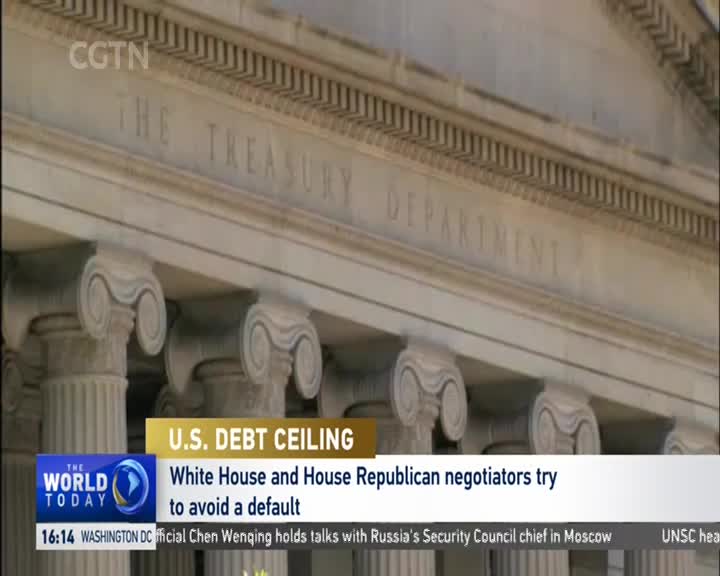 CGTN
THE TREASURY DEPARTMENT
U.S. DEBT CEILING
White House and House Republican negotiators try
to avoid a default
THE
WORLD
TODAY
16:14 WASHINGTON DC
fficial Chen Wenqing holds talks with Russia's Security Council chief in Moscow UNSC hea